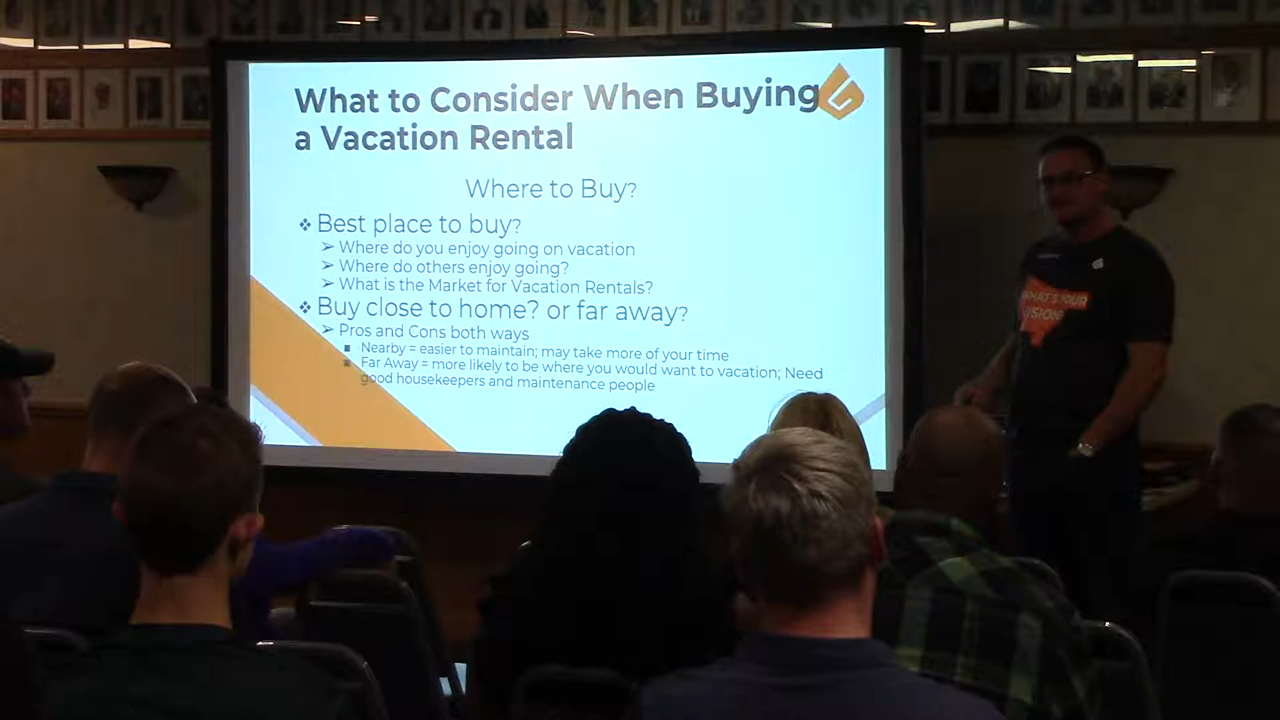 What to Consider When Buying
a Vacation Rental
Where to Buy?
❖ Best place to buy?
➢ Where do you enjoy going on vacation
➢ Where do others enjoy going?
➢ What is the Market for Vacation Rentals?
❖ Buy close to home? or far away?
➢ Pros and Cons both ways
▪ Nearby = easier to maintain; may take more of your time
▪ Far Away = more likely to be where you would want to vacation; Need
good housekeepers and maintenance people
WHAT'S YOUR
VISION?